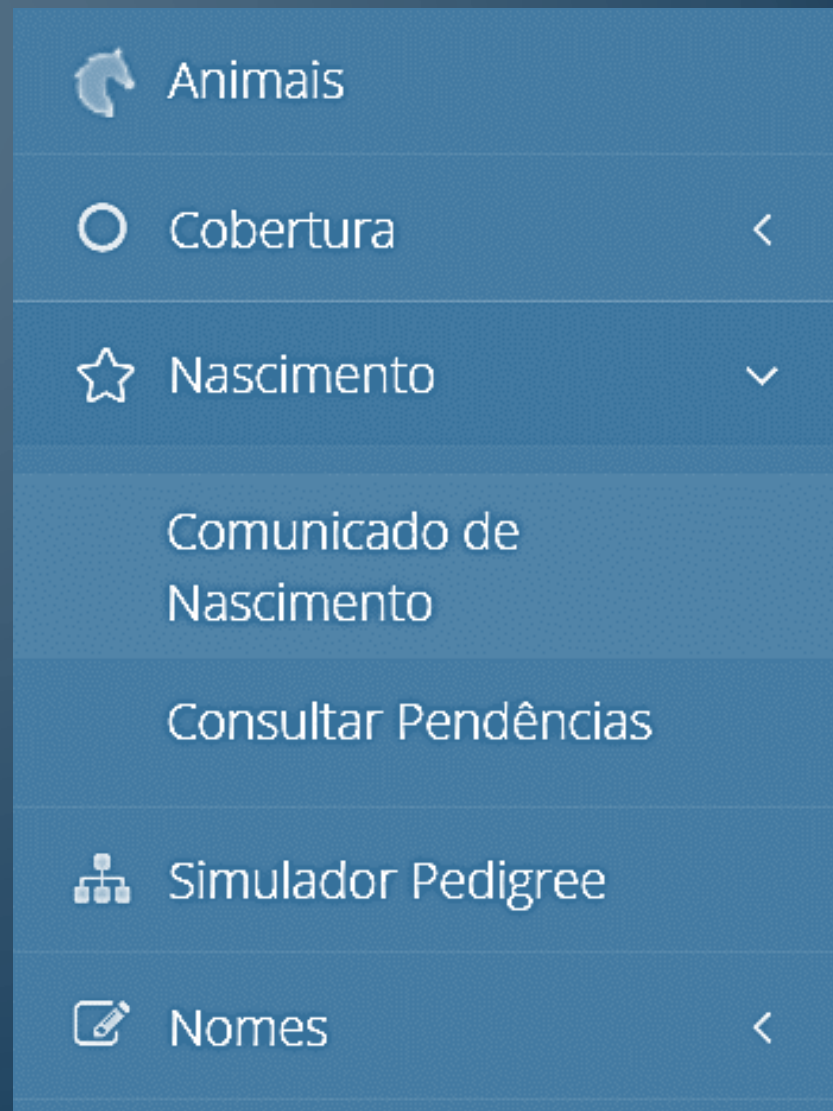 Animais
Cobertura
Nascimento
Comunicado de
Nascimento
Consultar Pendências
Simulador Pedigree
Nomes